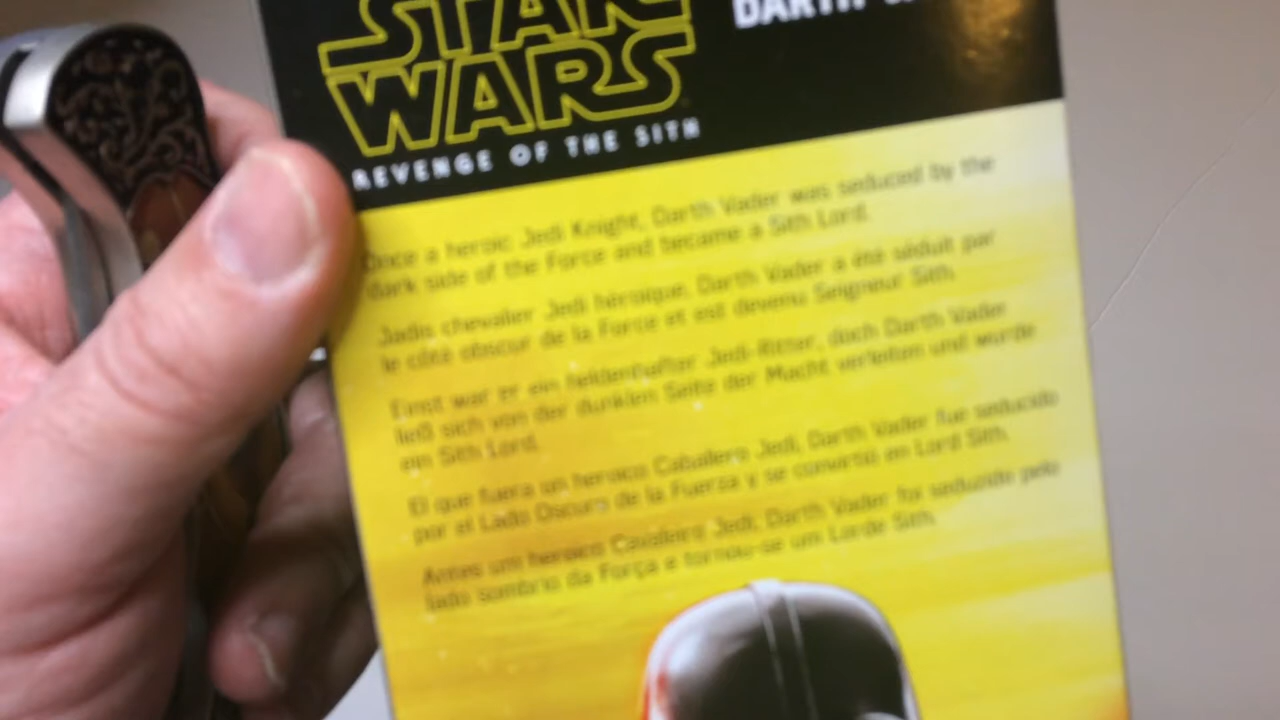 STAR
WARS
DARTH
REVENGE OF THE SITH
Once a heroic Jedi Knight, Darth Vader was seduced by the
dark side of the Force and became a Sith Lord.
Jadis chevalier Jedi héroïque, Darth Vader a été séduit par
le côté obscur de la Force et est devenu Seigneur Sith.
Einst war er ein heldenhafter Jedi-Ritter, doch Darth Vader
ließ sich von der dunklen Seite der Macht verleiten und wurde
ein Sith Lord.
El que fuera un heroico Caballero Jedi, Darth Vader fue seducido
por el Lado Oscuro de la Fuerza y se convirtió en Lord Sith.
Antes um heroico Cavaleiro Jedi, Darth Vader foi seduzido pelo
lado sombrio da Força e tornou-se um Lorde Sith.